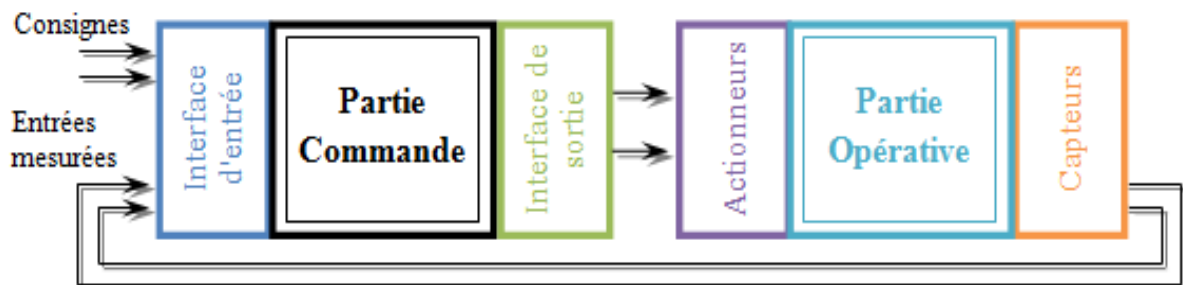 Consignes
Entrées
mesurées
Interface
d'entrée
Partie
Commande
Interface de
sortie
Actionneurs
Partie
Opérative
Capteurs